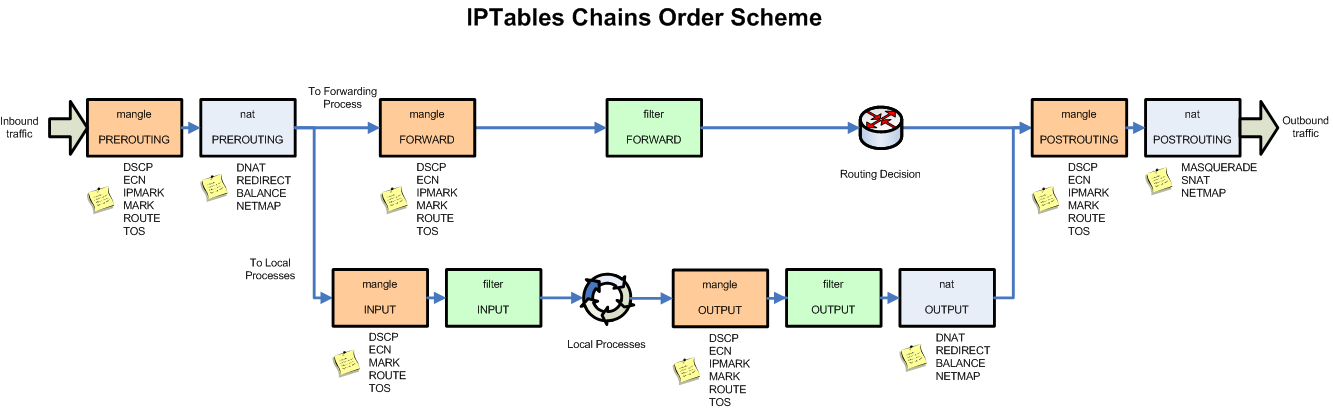 IPTables Chains Order Scheme
Inbound
traffic
mangle
PREROUTING
DSCP
ECN
IPMARK
MARK
ROUTE
TOS
nat
PREROUTING
DNAT
REDIRECT
BALANCE
NETMAP
To Forwarding
Process
mangle
FORWARD
DSCP
ECN
IPMARK
MARK
ROUTE
TOS
filter
FORWARD
Routing Decision
mangle
POSTROUTING
DSCP
ECN
IPMARK
MARK
ROUTE
TOS
nat
POSTROUTING
MASQUERADE
SNAT
NETMAP
Outbound
traffic
To Local
Processes
mangle
INPUT
DSCP
ECN
MARK
ROUTE
TOS
filter
INPUT
Local Processes
mangle
OUTPUT
DSCP
ECN
IPMARK
MARK
ROUTE
TOS
filter
OUTPUT
nat
OUTPUT
DNAT
REDIRECT
BALANCE
NETMAP